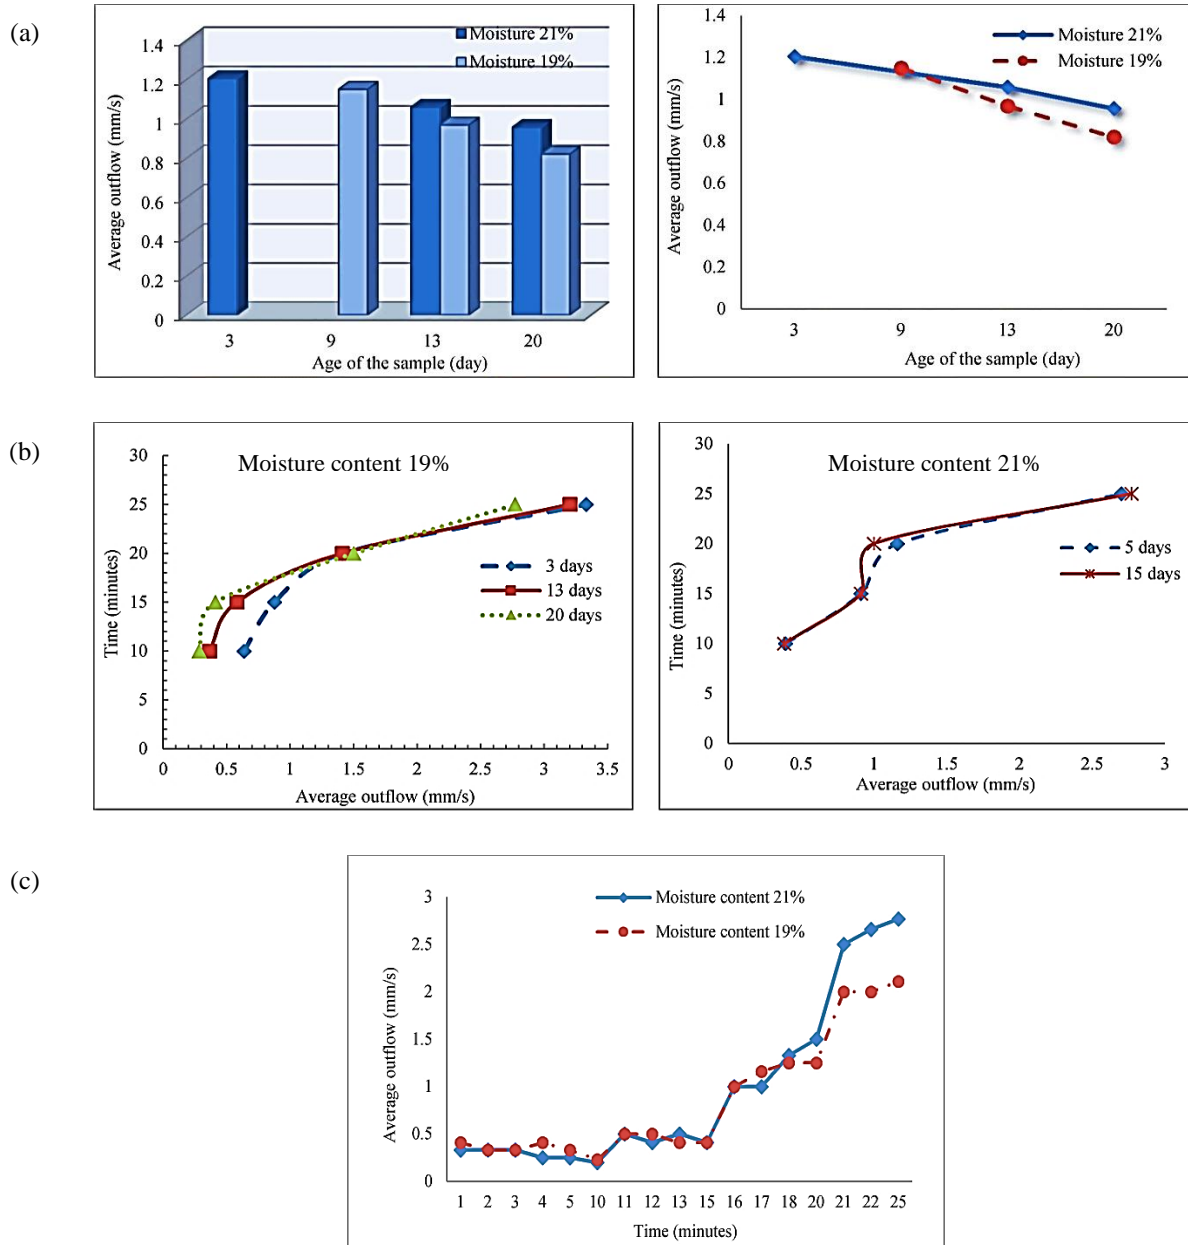 (a)
Average outflow (mm/s)
1.4
1.2
1
0.8
0.6
0.4
0.2
0
Moisture 21%
Moisture 19%
3 9 13 20
Age of the sample (day)
Average outflow (mm/s)
1.4
1.2
1
0.8
0.6
0.4
0.2
0
Moisture 21%
Moisture 19%
3 9 13 20
Age of the sample (day)
(b)
Moisture content 19%
Time (minutes)
30
25
20
15
10
5
0
3 days
13 days
20 days
0 0.5 1 1.5 2 2.5 3 3.5
Average outflow (mm/s)
Moisture content 21%
Time (minutes)
30
25
20
15
10
5
0
5 days
15 days
0 0.5 1 1.5 2 2.5 3
Average outflow (mm/s)
(c)
Average outflow (mm/s)
3
2.5
2
1.5
1
0.5
0
Moisture content 21%
Moisture content 19%
1 2 3 4 5 10 11 12 13 15 16 17 18 20 21 22 25
Time (minutes)